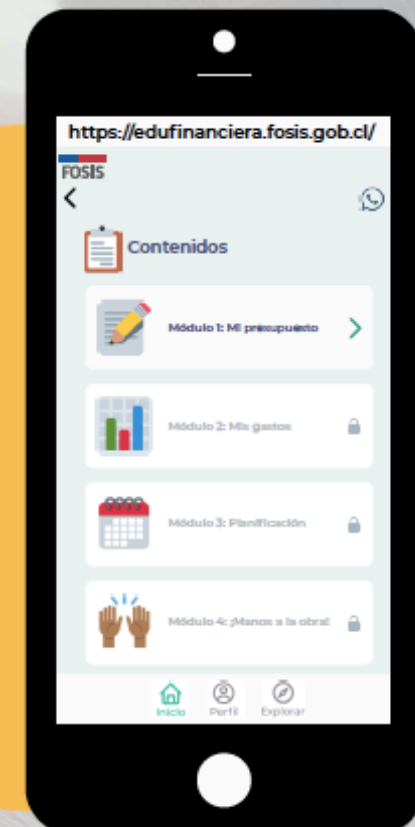 https://edufinanciera.fosis.gob.cl/
FOSIS
Contenidos
Módulo 1: Mi presupuesto
Módulo 2: Mis gastos
Módulo 3: Planificación
Módulo 4: ¡Manos a la obra!
Inicio
Perfil
Explorar